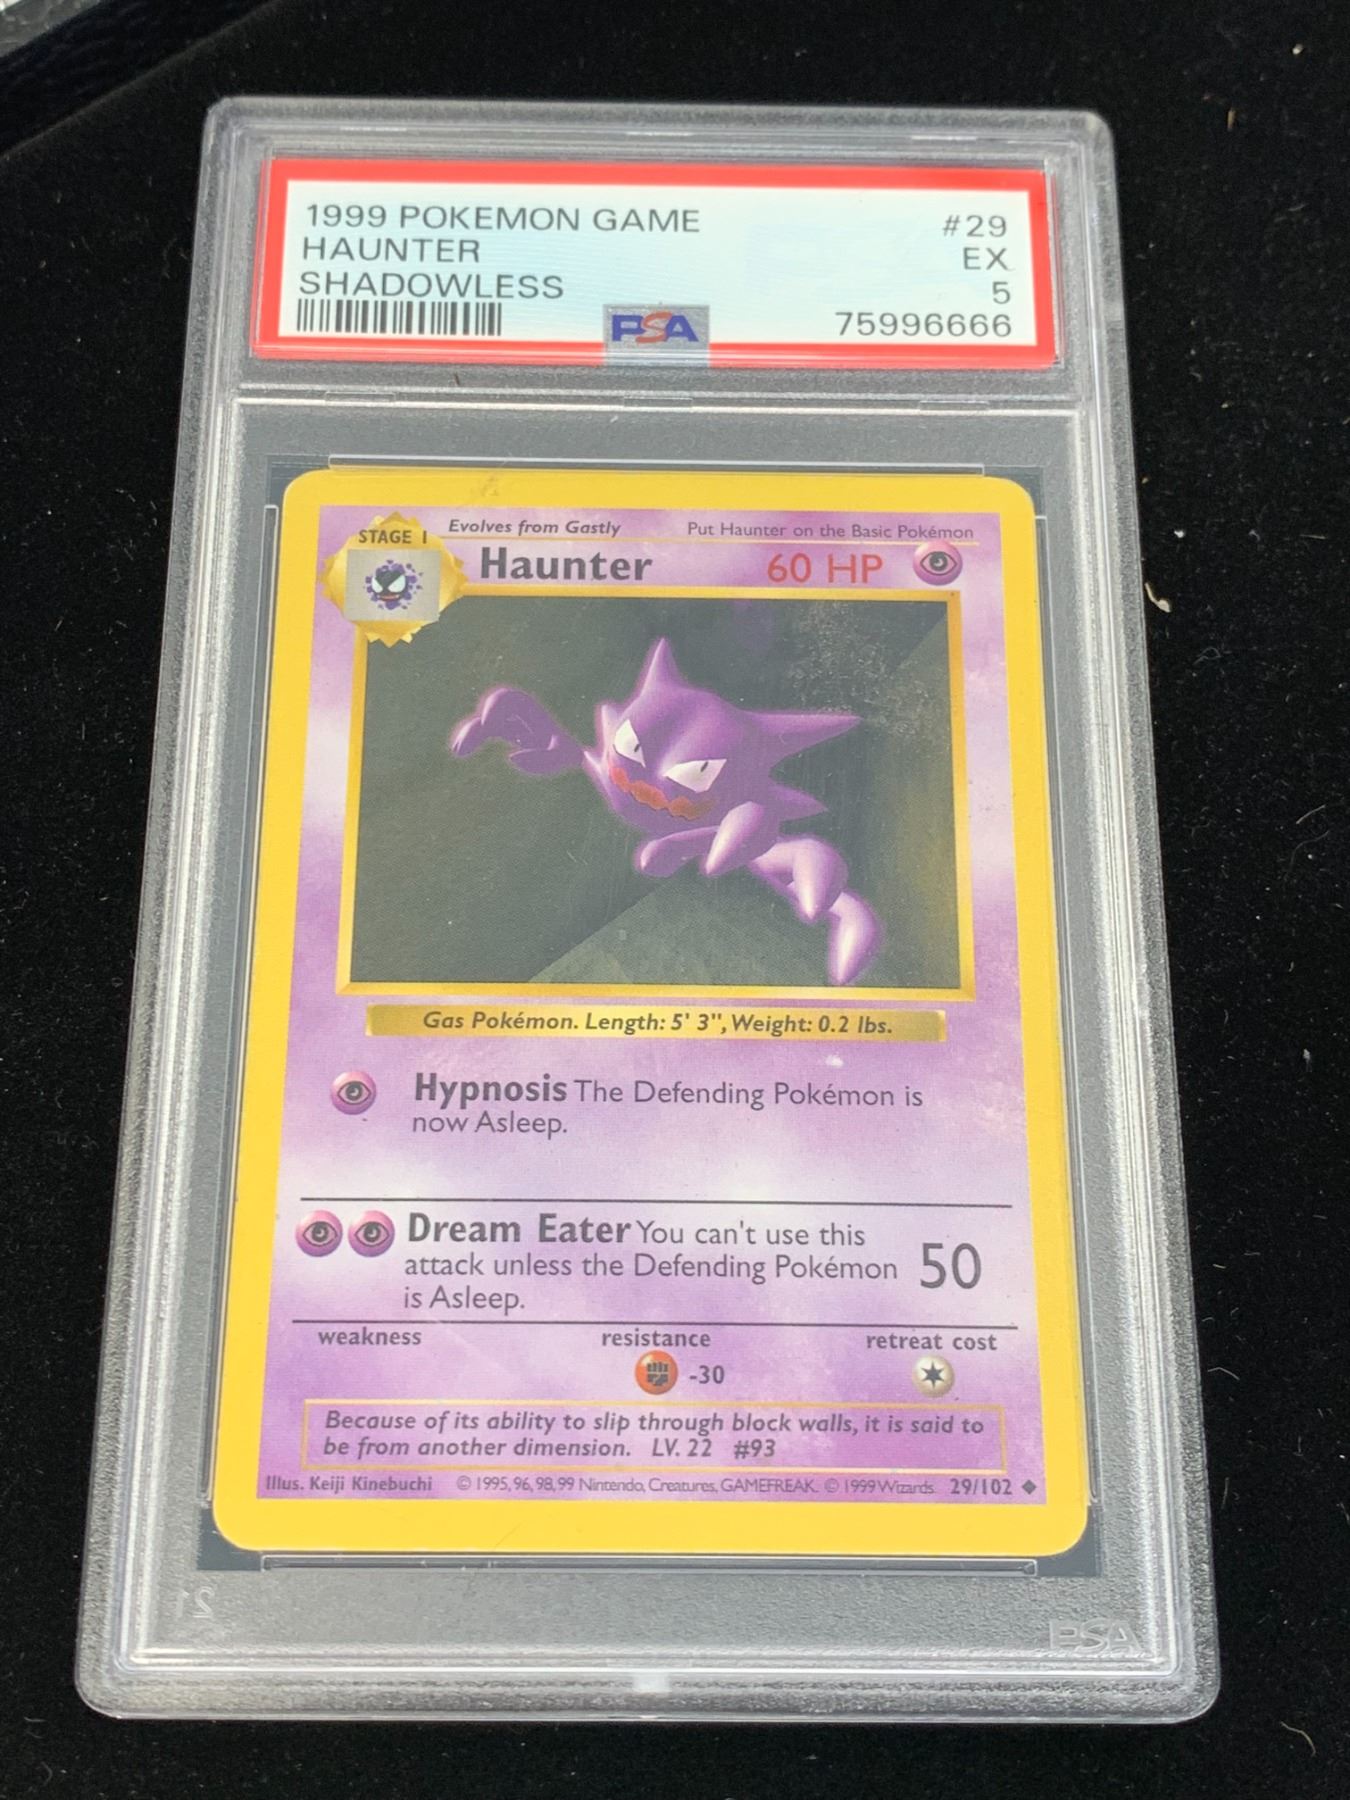 1999 POKEMON GAME #29
HAUNTER EX
SHADOWLESS 5
PSA 75996666
STAGE 1 Evolves from Gastly Put Haunter on the Basic Pokémon
Haunter 60 HP
Gas Pokémon. Length: 5' 3", Weight: 0.2 lbs.
Hypnosis The Defending Pokémon is
now Asleep.
Dream Eater You can't use this
attack unless the Defending Pokémon 50
is Asleep.
weakness resistance retreat cost
-30
Because of its ability to slip through block walls, it is said to
be from another dimension. LV. 22 #93
Illus. Keiji Kinebuchi © 1995, 96, 98, 99 Nintendo, Creatures, GAMEFREAK. © 1999 Wizards. 29/102
PSA